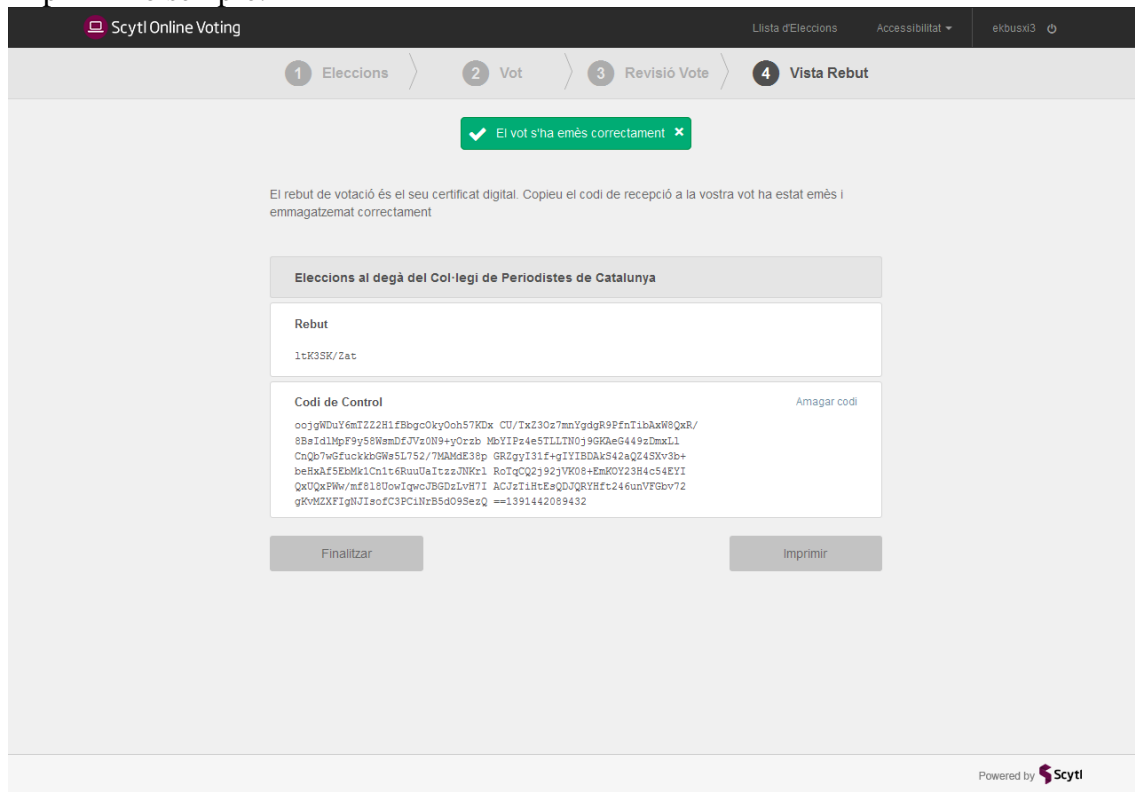 Scytl Online Voting
Llista d'Eleccions
Accessibilitat
ekbusxi3
1 Eleccions
2 Vot
3 Revisió Vote
4 Vista Rebut
El vot s'ha emès correctament
El rebut de votació és el seu certificat digital. Copieu el codi de recepció a la vostra vot ha estat emès i
emmagatzemat correctament
Eleccions al degà del Col·legi de Periodistes de Catalunya
Rebut
ltK3SK/Zat
Codi de Control
Amagar codi
oojgWDuY6mTZZ2H1fBbgcOkyOoh57KDx CU/TxZ3Oz7mnYgdgR9PfnTibAxW8QxR/
8BsIdlMpF9y58WsmDfJVz0N9+yOrzb MbYIPz4e5TLLTN0j9GKAeG449zDmxLl
CnQb7wGfuckkbGWs5L752/7MAMdE38p GRZgyI31f+gIYIBDAkS42aQZ4SXv3b+
beHxAf5EbMk1Cn1t6RuuUaItzzJNKrl RoTqCQ2j92jVK08+EmKOY23H4c54EYI
QxUQxPWw/mf818UowIqwcJBGDzLvH7I ACJzTiHtEsQDJQRYHft246unVFGbv72
gKvMZXFIgNJIsofC3PCiNrB5dO9SezQ ==1391442089432
Finalitzar
Imprimir
Powered by Scytl